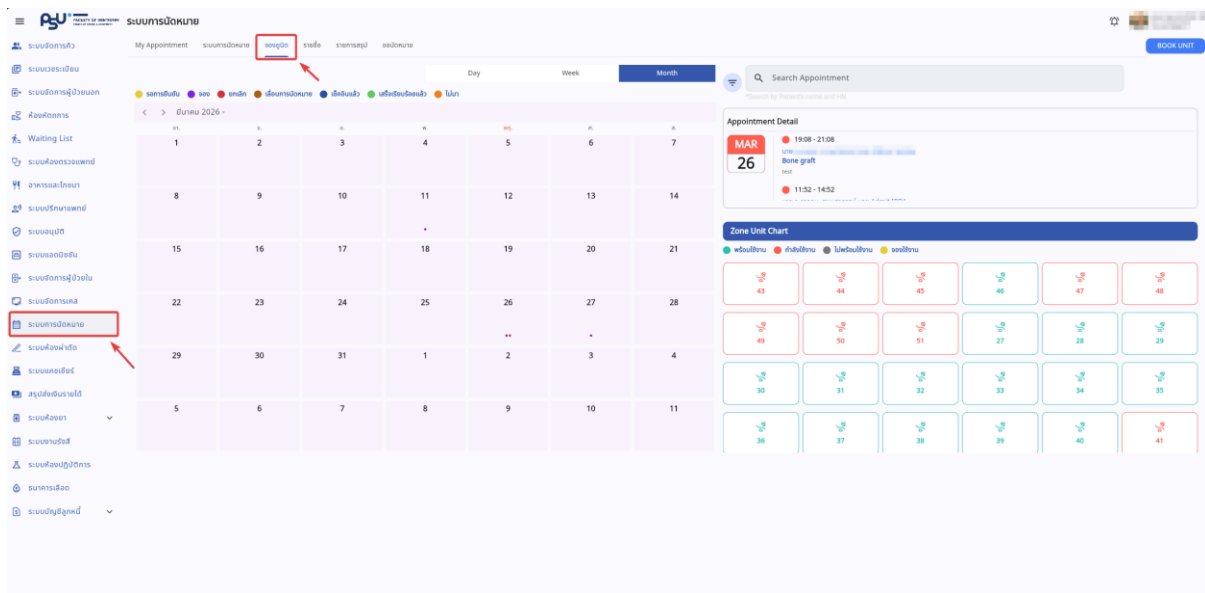 PSU FACULTY OF DENTISTRY
ระบบการนัดหมาย
ระบบจัดการคิว
ระบบเวชระเบียน
ระบบจัดการผู้ป่วยนอก
ห้องหัตถการ
Waiting List
ระบบห้องตรวจแพทย์
อาหารและโภชนา
ระบบปรึกษาแพทย์
ระบบอนุมัติ
ระบบแอดมิชชัน
ระบบจัดการผู้ป่วยใน
ระบบจัดการเคส
ระบบการนัดหมาย
ระบบห้องผ่าตัด
ระบบแคชเชียร์
สรุปส่งเงินรายได้
ระบบห้องยา
ระบบงานรังสี
ระบบห้องปฏิบัติการ
ธนาคารเลือด
ระบบบัญชีลูกหนี้
My Appointment ระบบการนัดหมาย จองยูนิต รายชื่อ รายการสรุป ขอนัดหมาย
BOOK UNIT
Day Week Month
รอการยืนยัน จอง ยกเลิก เลื่อนการนัดหมาย เช็คอินแล้ว เสร็จเรียบร้อยแล้ว ไม่มา
มีนาคม 2026
อา. จ. อ. พ. พฤ. ศ. ส.
1 2 3 4 5 6 7
8 9 10 11 12 13 14
15 16 17 18 19 20 21
22 23 24 25 26 27 28
29 30 31 1 2 3 4
5 6 7 8 9 10 11
Search Appointment
*Search by Patient's name and HN
Appointment Detail
MAR
26
19:08 - 21:08
นาย
Bone graft
test
11:52 - 14:52
Zone Unit Chart
พร้อมใช้งาน กำลังใช้งาน ไม่พร้อมใช้งาน จองใช้งาน
43 44 45 46 47 48
49 50 51 27 28 29
30 31 32 33 34 35
36 37 38 39 40 41